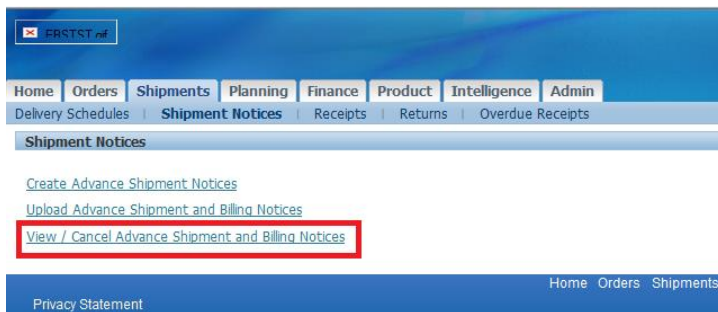 EBSTST.gif
Home Orders Shipments Planning Finance Product Intelligence Admin
Delivery Schedules | Shipment Notices | Receipts | Returns | Overdue Receipts
Shipment Notices
Create Advance Shipment Notices
Upload Advance Shipment and Billing Notices
View / Cancel Advance Shipment and Billing Notices
Home Orders Shipments
Privacy Statement